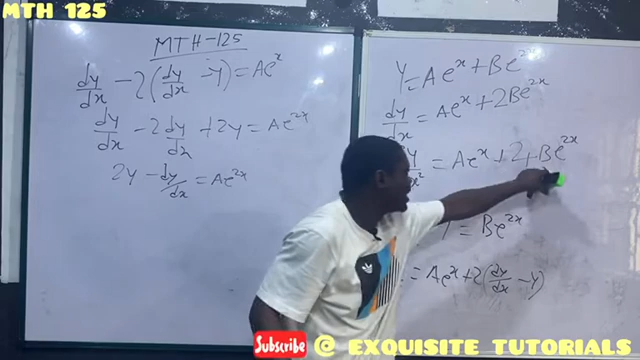 MTH 125
MTH-125
dy/dx - 2(dy/dx - y) = Ae^x
dy/dx - 2dy/dx + 2y = Ae^2x
2y - dy/dx = Ae^2x
Y = Ae^x + Be^2x
dy/dx = Ae^x + 2Be^2x
= Ae^x + 2+Be^2x
= Be^2x
= Ae^x + 2(dy/dx - y)
Subscribe @ EXQUISITE TUTORIALS